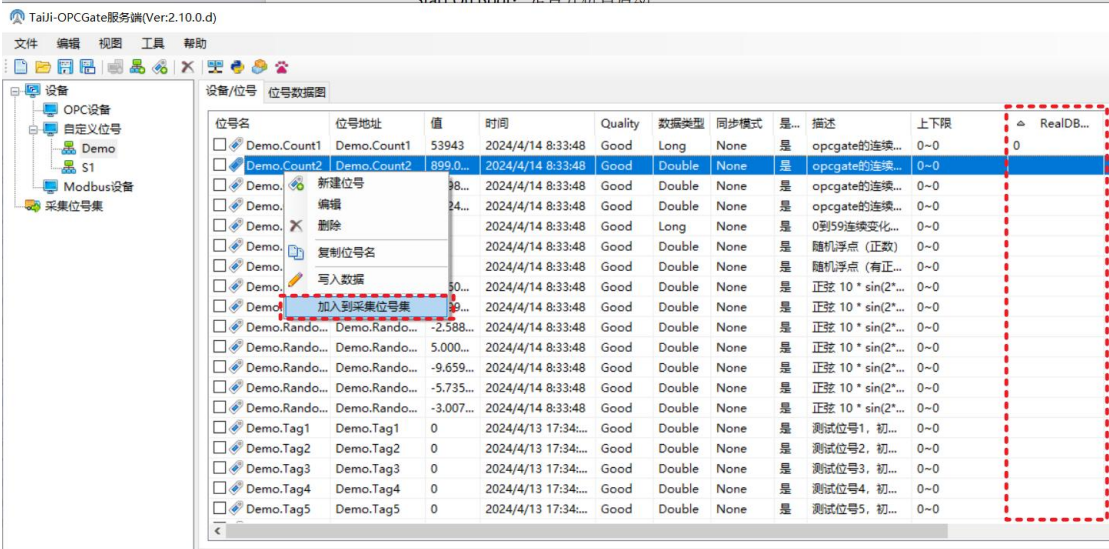 TaiJi-OPCGate服务端(Ver:2.10.0.d)
文件 编辑 视图 工具 帮助
设备
OPC设备
自定义位号
Demo
S1
Modbus设备
采集位号集
设备/位号 位号数据图
位号名 位号地址 值 时间 Quality 数据类型 同步模式 是... 描述 上下限 RealDB...
Demo.Count1 Demo.Count1 53943 2024/4/14 8:33:48 Good Long None 是 opcgate的连续... 0~0 0
Demo.Count2 Demo.Count2 899.0... 2024/4/14 8:33:48 Good Double None 是 opcgate的连续... 0~0
Demo. 98... 2024/4/14 8:33:48 Good Double None 是 opcgate的连续... 0~0
Demo. 24... 2024/4/14 8:33:48 Good Double None 是 opcgate的连续... 0~0
Demo. 2024/4/14 8:33:48 Good Long None 是 0到59连续变化... 0~0
Demo. 2024/4/14 8:33:48 Good Double None 是 随机浮点（正数） 0~0
Demo. 2024/4/14 8:33:48 Good Double None 是 随机浮点（有正... 0~0
Demo. 2024/4/14 8:33:48 Good Double None 是 正弦 10 * sin(2*... 0~0
Demo 2024/4/14 8:33:48 Good Double None 是 正弦 10 * sin(2*... 0~0
新建位号
编辑
删除
复制位号名
写入数据
加入到采集位号集
Demo.Rando... Demo.Rando... -2.588... 2024/4/14 8:33:48 Good Double None 是 正弦 10 * sin(2*... 0~0
Demo.Rando... Demo.Rando... 5.000... 2024/4/14 8:33:48 Good Double None 是 正弦 10 * sin(2*... 0~0
Demo.Rando... Demo.Rando... -9.659... 2024/4/14 8:33:48 Good Double None 是 正弦 10 * sin(2*... 0~0
Demo.Rando... Demo.Rando... -5.735... 2024/4/14 8:33:48 Good Double None 是 正弦 10 * sin(2*... 0~0
Demo.Rando... Demo.Rando... -3.007... 2024/4/14 8:33:48 Good Double None 是 正弦 10 * sin(2*... 0~0
Demo.Tag1 Demo.Tag1 0 2024/4/13 17:34:... Good Double None 是 测试位号1，初... 0~0
Demo.Tag2 Demo.Tag2 0 2024/4/13 17:34:... Good Double None 是 测试位号2，初... 0~0
Demo.Tag3 Demo.Tag3 0 2024/4/13 17:34:... Good Double None 是 测试位号3，初... 0~0
Demo.Tag4 Demo.Tag4 0 2024/4/13 17:34:... Good Double None 是 测试位号4，初... 0~0
Demo.Tag5 Demo.Tag5 0 2024/4/13 17:34:... Good Double None 是 测试位号5，初... 0~0